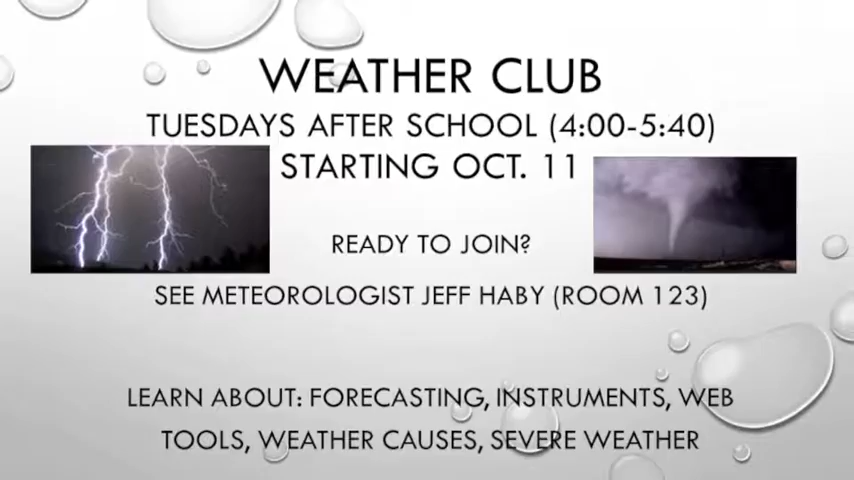 WEATHER CLUB
TUESDAYS AFTER SCHOOL (4:00-5:40)
STARTING OCT. 11
READY TO JOIN?
SEE METEOROLOGIST JEFF HABY (ROOM 123)
LEARN ABOUT: FORECASTING, INSTRUMENTS, WEB
TOOLS, WEATHER CAUSES, SEVERE WEATHER